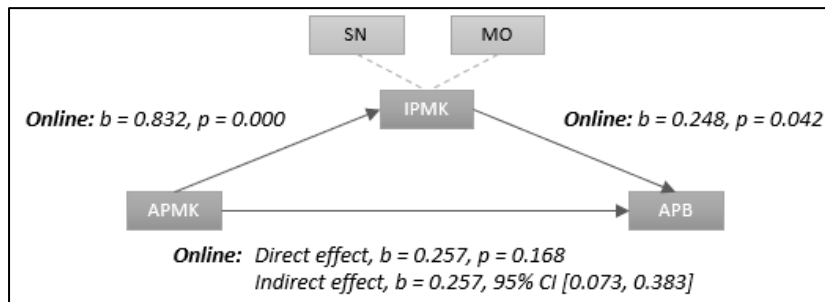 SN MO
Online: b = 0.832, p = 0.000 IPMK Online: b = 0.248, p = 0.042
APMK APB
Online: Direct effect, b = 0.257, p = 0.168
Indirect effect, b = 0.257, 95% CI [0.073, 0.383]